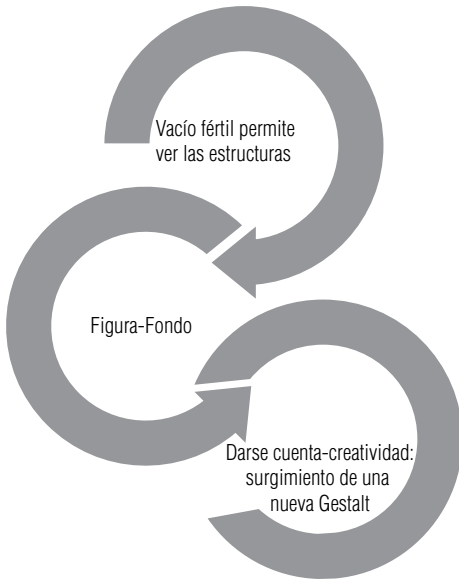 Vacío fértil permite
ver las estructuras
Figura-Fondo
Darse cuenta-creatividad:
surgimiento de una
nueva Gestalt